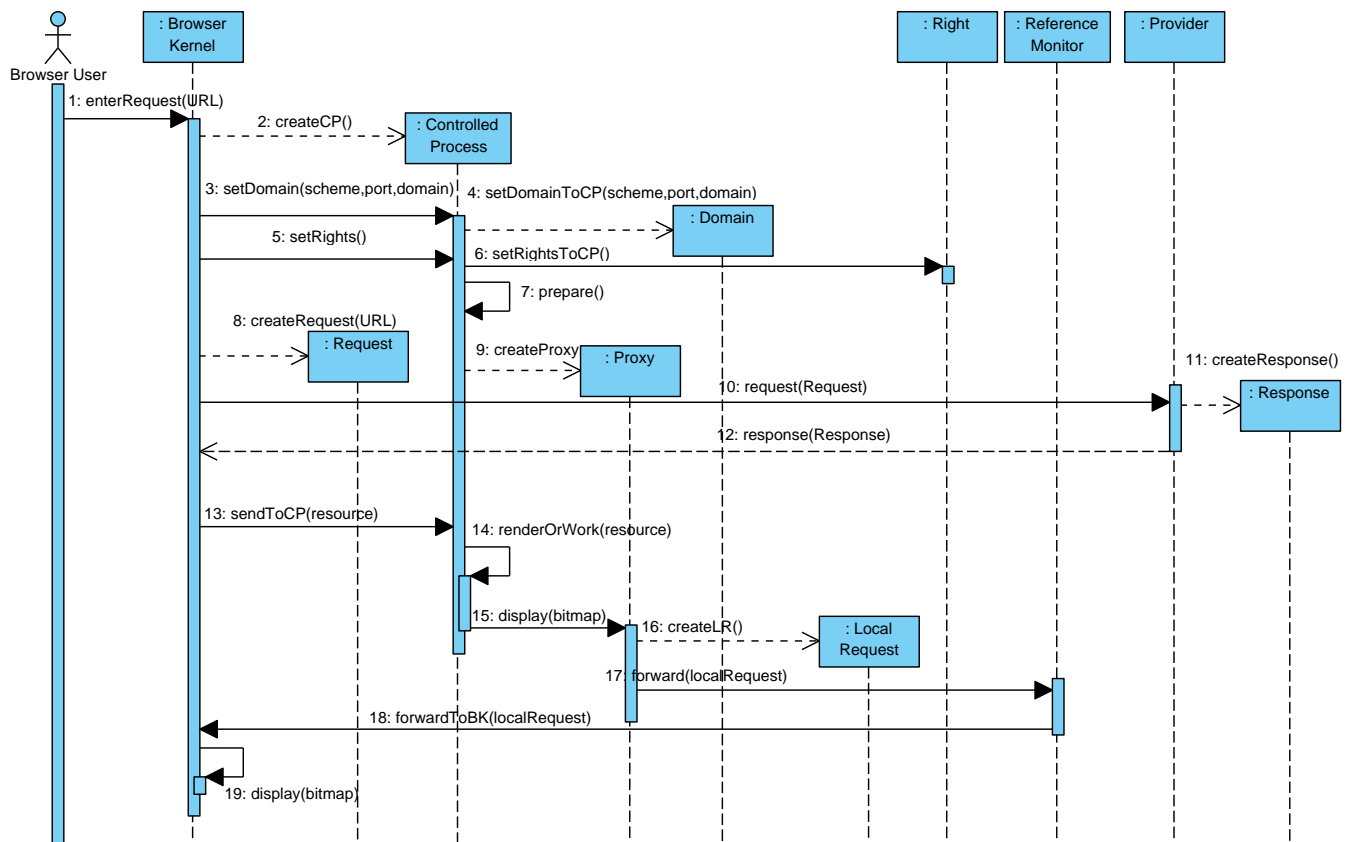 : Browser
Kernel
: Right
: Reference
Monitor
: Provider
Browser User
1: enterRequest(URL)
2: createCP()
: Controlled
Process
3: setDomain(scheme,port,domain)
4: setDomainToCP(scheme,port,domain)
: Domain
5: setRights()
6: setRightsToCP()
7: prepare()
8: createRequest(URL)
: Request
9: createProxy
: Proxy
10: request(Request)
11: createResponse()
: Response
12: response(Response)
13: sendToCP(resource)
14: renderOrWork(resource)
15: display(bitmap)
16: createLR()
: Local
Request
17: forward(localRequest)
18: forwardToBK(localRequest)
19: display(bitmap)